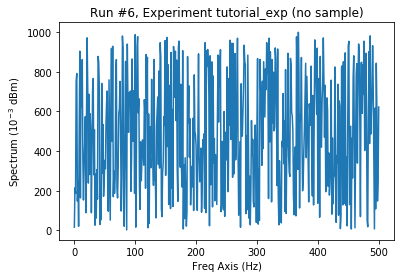 Run #6, Experiment tutorial_exp (no sample)
1000
800
600
400
200
0
Spectrum (10⁻³ dBm)
0 100 200 300 400 500
Freq Axis (Hz)